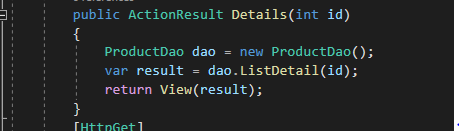 public ActionResult Details(int id)
{
ProductDao dao = new ProductDao();
var result = dao.ListDetail(id);
return View(result);
}
[HttpGet]